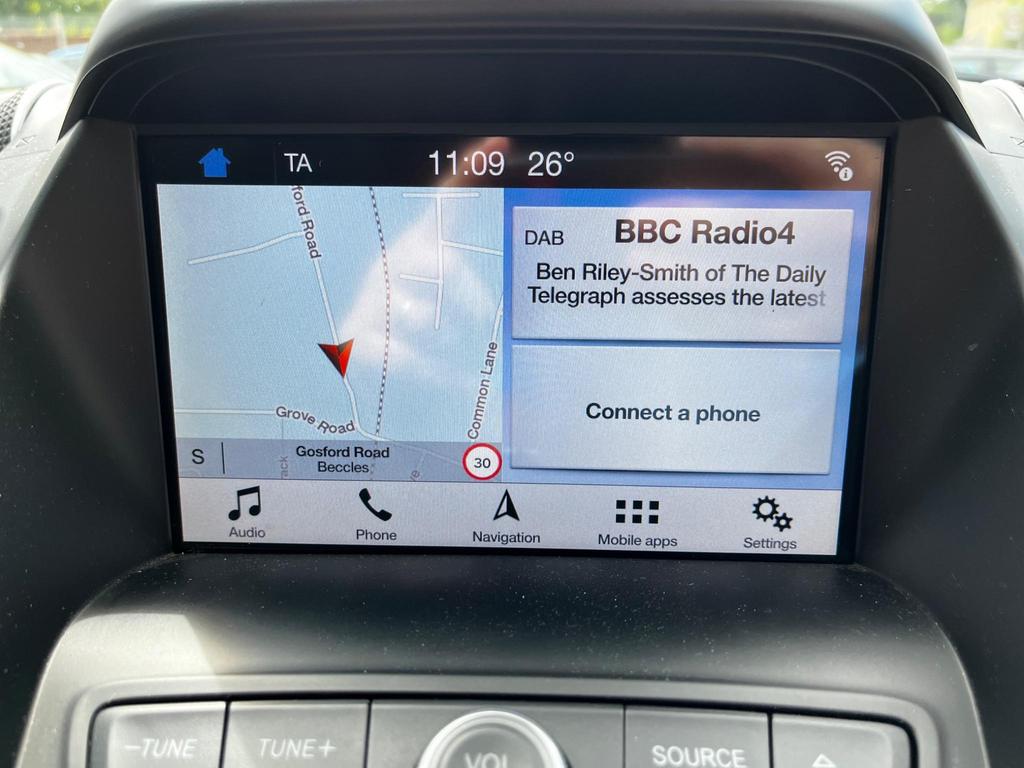 TA
11:09 26°
ford Road
DAB
BBC Radio4
Ben Riley-Smith of The Daily
Telegraph assesses the latest
Common Lane
Grove Road
Connect a phone
S
Gosford Road
Beccles
30
ack
ve
Audio
Phone
Navigation
Mobile apps
Settings
-TUNE
TUNE+
VOL
SOURCE